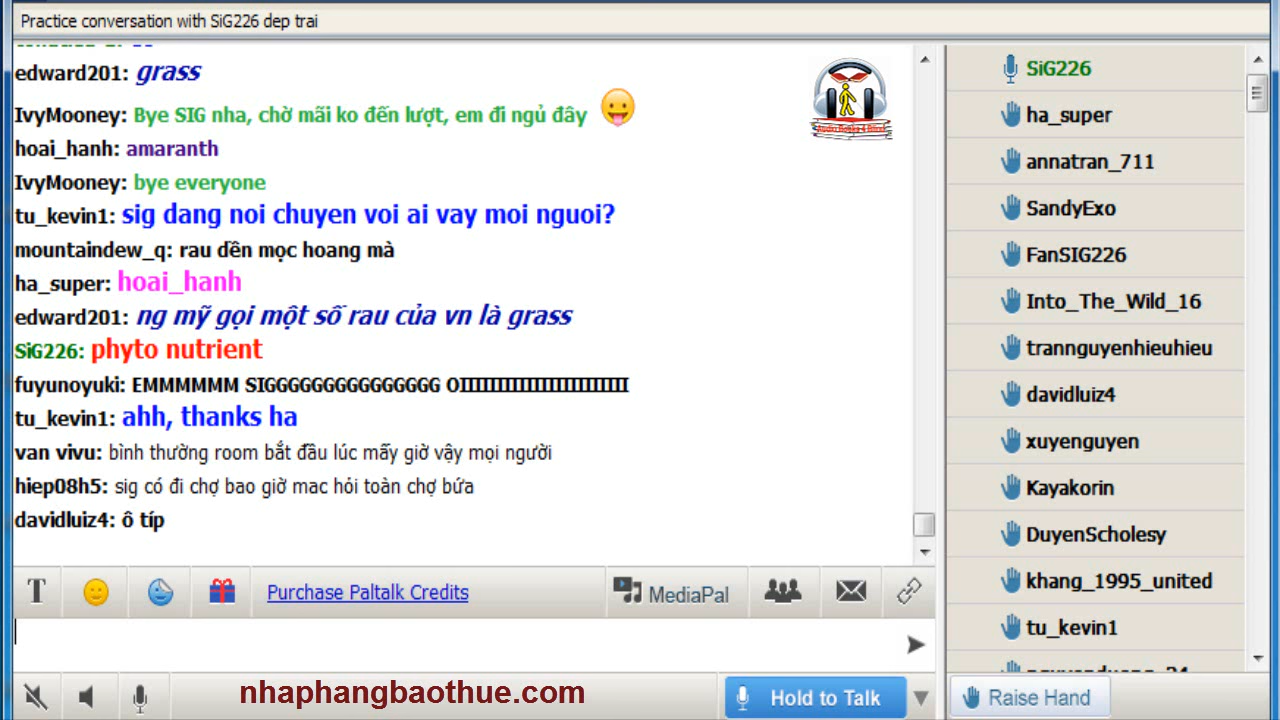 Practice conversation with SiG226 dep trai
edward201: grass
IvyMooney: Bye SIG nha, chờ mãi ko đến lượt, em đi ngủ đây
hoai_hanh: amaranth
IvyMooney: bye everyone
tu_kevin1: sig dang noi chuyen voi ai vay moi nguoi?
mountaindew_q: rau dền mọc hoang mà
ha_super: hoai_hanh
edward201: ng mỹ gọi một số rau của vn là grass
SiG226: phyto nutrient
fuyunoyuki: EMMMMMM SIGGGGGGGGGGGGGGG OIIIIIIIIIIIIIIIIIIIIIII
tu_kevin1: ahh, thanks ha
van vivu: bình thường room bắt đầu lúc mấy giờ vậy mọi người
hiep08h5: sig có đi chợ bao giờ mac hỏi toàn chợ bứa
davidluiz4: ô típ
T
Purchase Paltalk Credits
MediaPal
nhaphangbaothue.com
Hold to Talk
SiG226
ha_super
annatran_711
SandyExo
FanSIG226
Into_The_Wild_16
trannguyenhieuhieu
davidluiz4
xuyenguyen
Kayakorin
DuyenScholesy
khang_1995_united
tu_kevin1
Raise Hand